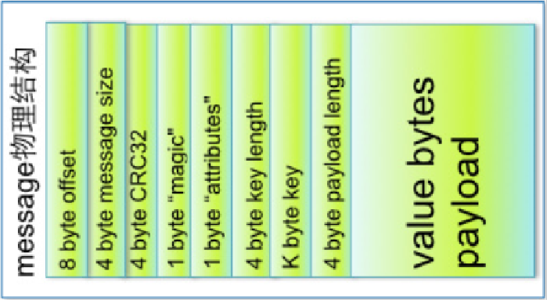 message物理结构
8 byte offset
4 byte message size
4 byte CRC32
1 byte “magic"
1 byte “attributes"
4 byte key length
K byte key
4 byte payload length
value bytes
payload